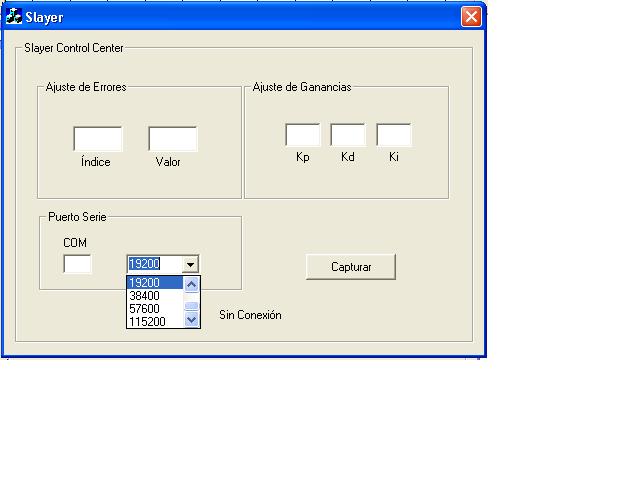 Slayer
Slayer Control Center
Ajuste de Errores
Ajuste de Ganancias
Índice
Valor
Kp
Kd
Ki
Puerto Serie
COM
19200
19200
38400
57600
115200
Capturar
Sin Conexión